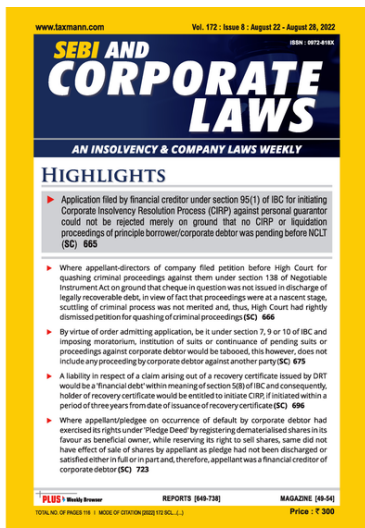 www.taxmann.com Vol. 172 : Issue 8 : August 22 - August 28, 2022
ISSN : 0972-818X
SEBI AND
CORPORATE
LAWS
AN INSOLVENCY & COMPANY LAWS WEEKLY
HIGHLIGHTS
Application filed by financial creditor under section 95(1) of IBC for initiating
Corporate Insolvency Resolution Process (CIRP) against personal guarantor
could not be rejected merely on ground that no CIRP or liquidation
proceedings of principle borrower/corporate debtor was pending before NCLT
(SC) 665
Where appellant-directors of company filed petition before High Court for
quashing criminal proceedings against them under section 138 of Negotiable
Instrument Act on ground that cheque in question was not issued in discharge of
legally recoverable debt, in view of fact that proceedings were at a nascent stage,
scuttling of criminal process was not merited and, thus, High Court had rightly
dismissed petition for quashing of criminal proceedings (SC) 666
By virtue of order admitting application, be it under section 7, 9 or 10 of IBC and
imposing moratorium, institution of suits or continuance of pending suits or
proceedings against corporate debtor would be tabooed, this however, does not
include any proceeding by corporate debtor against another party (SC) 675
A liability in respect of a claim arising out of a recovery certificate issued by DRT
would be a 'financial debt' within meaning of section 5(8) of IBC and consequently,
holder of recovery certificate would be entitled to initiate CIRP, if initiated within a
period of three years from date of issuance of recovery certificate (SC) 696
Where appellant/pledgee on occurrence of default by corporate debtor had
exercised its rights under 'Pledge Deed' by registering dematerialised shares in its
favour as beneficial owner, while reserving its right to sell shares, same did not
have effect of sale of shares by appellant as pledge had not been discharged or
satisfied either in full or in part and, therefore, appellant was a financial creditor of
corporate debtor (SC) 723
PLUS Weekly Browser REPORTS [649-738] MAGAZINE [49-54]
TOTAL NO. OF PAGES 116 | MODE OF CITATION [2022] 172 SCL...(...) Price : ₹ 300